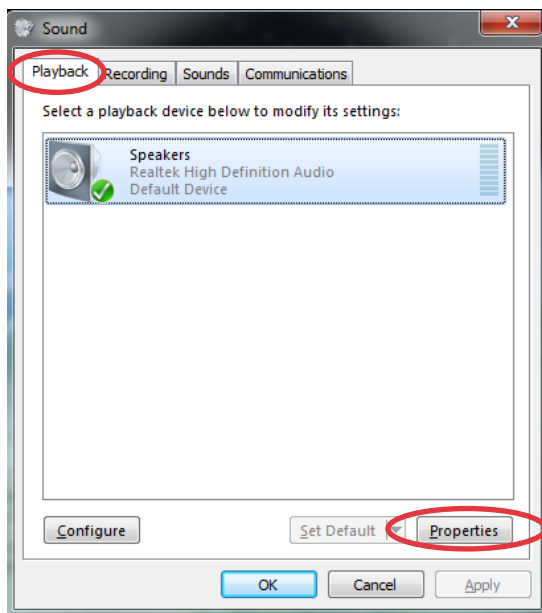 Sound
Playback Recording Sounds Communications
Select a playback device below to modify its settings:
Speakers
Realtek High Definition Audio
Default Device
Configure Set Default Properties
OK Cancel Apply